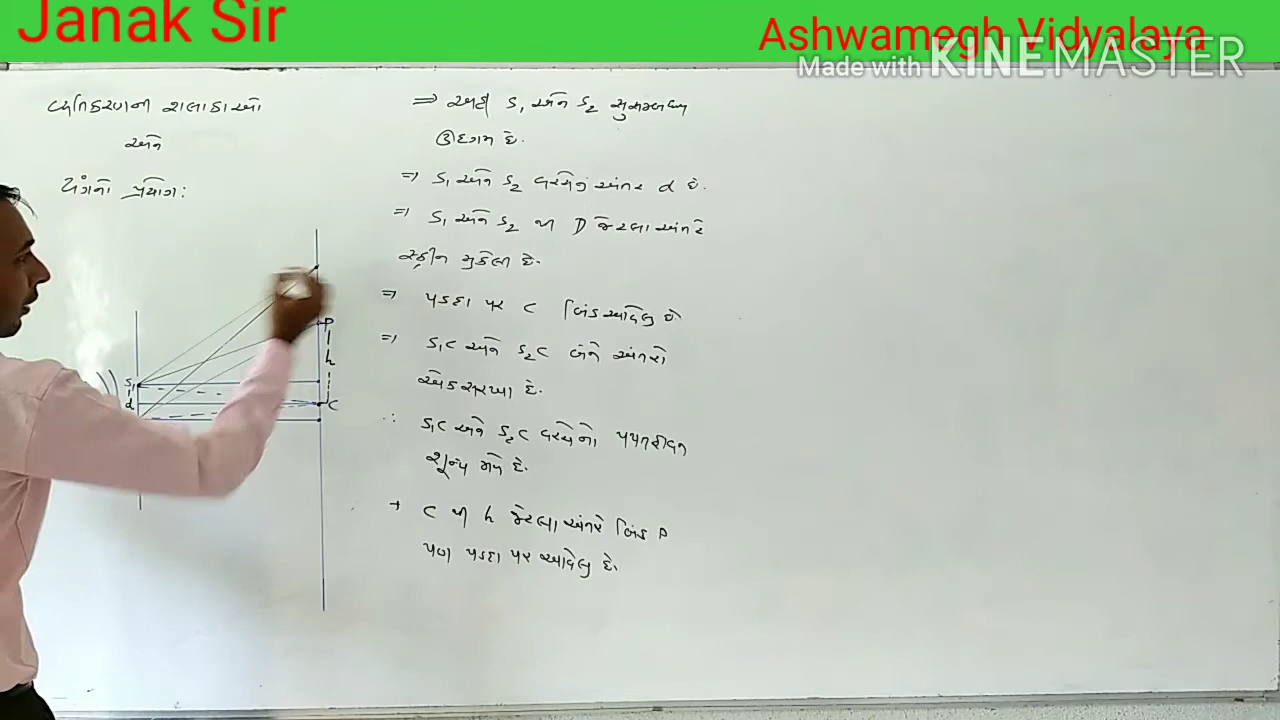 Janak Sir
Ashwamegh Vidyalaya
Made with KINEMASTER
વ્યતિકરણની શલાકાઓ
અને
યંગનો પ્રયોગ:
⇒ અહીં S₁ અને S₂ સુસમ્બદ્ધ
ઉદગમ છે.
⇒ S₁ અને S₂ વચ્ચેનું અંતર d છે.
⇒ S₁ અને S₂ થી D જેટલા અંતરે
સ્ક્રીન મુકેલી છે.
⇒ પડદા પર C બિંદુ આવેલું છે
⇒ S₁C અને S₂C બંને અંતરો
એકસરખા છે.
∴ S₁C અને S₂C વચ્ચેનો પથતફાવત
શૂન્ય મળે છે.
→ C થી h જેટલા અંતરે બિંદુ P
પણ પડદા પર આવેલું છે.
P
h
S₁
d
C